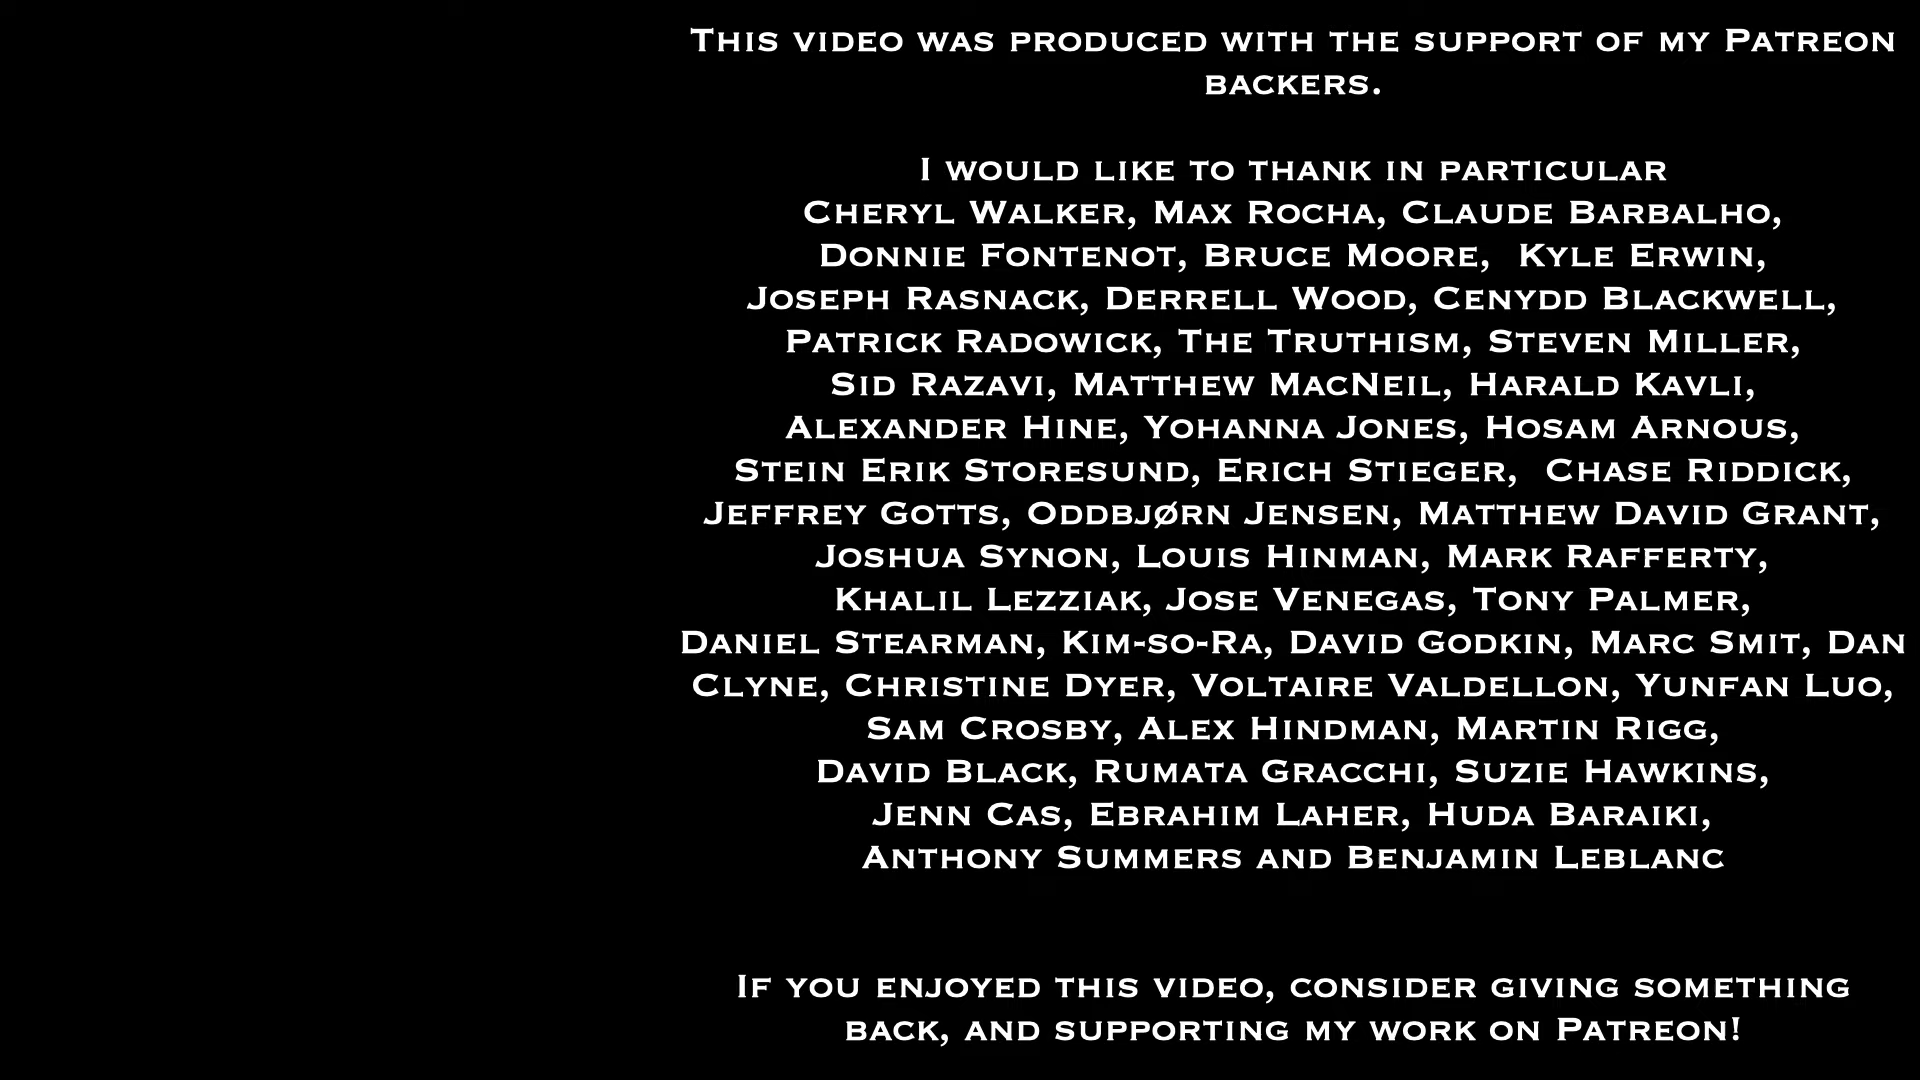 This video was produced with the support of my Patreon
backers.
I would like to thank in particular
Cheryl Walker, Max Rocha, Claude Barbalho,
Donnie Fontenot, Bruce Moore,  Kyle Erwin,
Joseph Rasnack, Derrell Wood, Cenydd Blackwell,
Patrick Radowick, The Truthism, Steven Miller,
Sid Razavi, Matthew MacNeil, Harald Kavli,
Alexander Hine, Yohanna Jones, Hosam Arnous,
Stein Erik Storesund, Erich Stieger,  Chase Riddick,
Jeffrey Gotts, Oddbjørn Jensen, Matthew David Grant,
Joshua Synon, Louis Hinman, Mark Rafferty,
Khalil Lezziak, Jose Venegas, Tony Palmer,
Daniel Stearman, Kim-so-Ra, David Godkin, Marc Smit, Dan
Clyne, Christine Dyer, Voltaire Valdellon, Yunfan Luo,
Sam Crosby, Alex Hindman, Martin Rigg,
David Black, Rumata Gracchi, Suzie Hawkins,
Jenn Cas, Ebrahim Laher, Huda Baraiki,
Anthony Summers and Benjamin Leblanc
If you enjoyed this video, consider giving something
back, and supporting my work on Patreon!